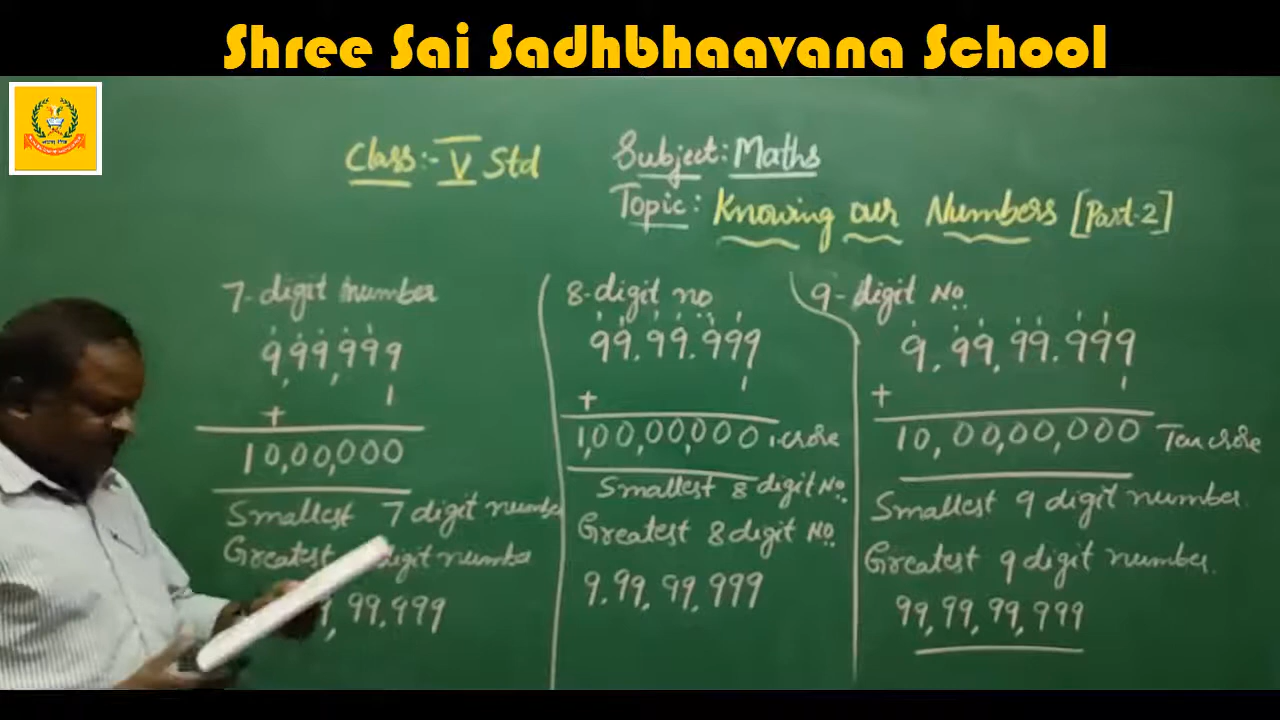 Shree Sai Sadhbhaavana School
Class:- V Std
Subject: Maths
Topic: Knowing our Numbers [Part-2]
7-digit number
999999
+ 1
10,00,000
Smallest 7 digit number
Greatest digit number
99,999
8-digit no
99.99.999
+ 1
1,00,00,000 1-crore
Smallest 8 digit No.
Greatest 8 digit No.
9.99,99,999
9-digit No
9,99,99.999
+ 1
10,00,00,000 Ten crore
Smallest 9 digit number.
Greatest 9 digit number.
99,99,99,999